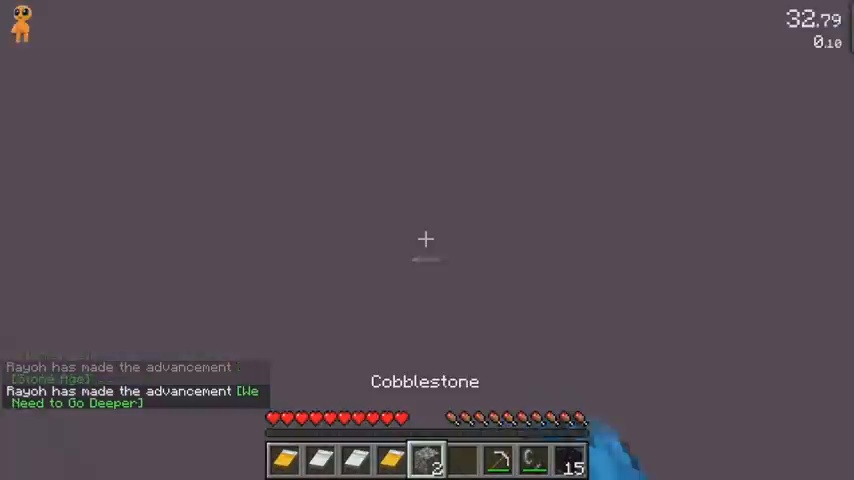 32.79
0.10
Rayoh has made the advancement
[Stone Age]
Rayoh has made the advancement [We
Need to Go Deeper]
Cobblestone
2
15